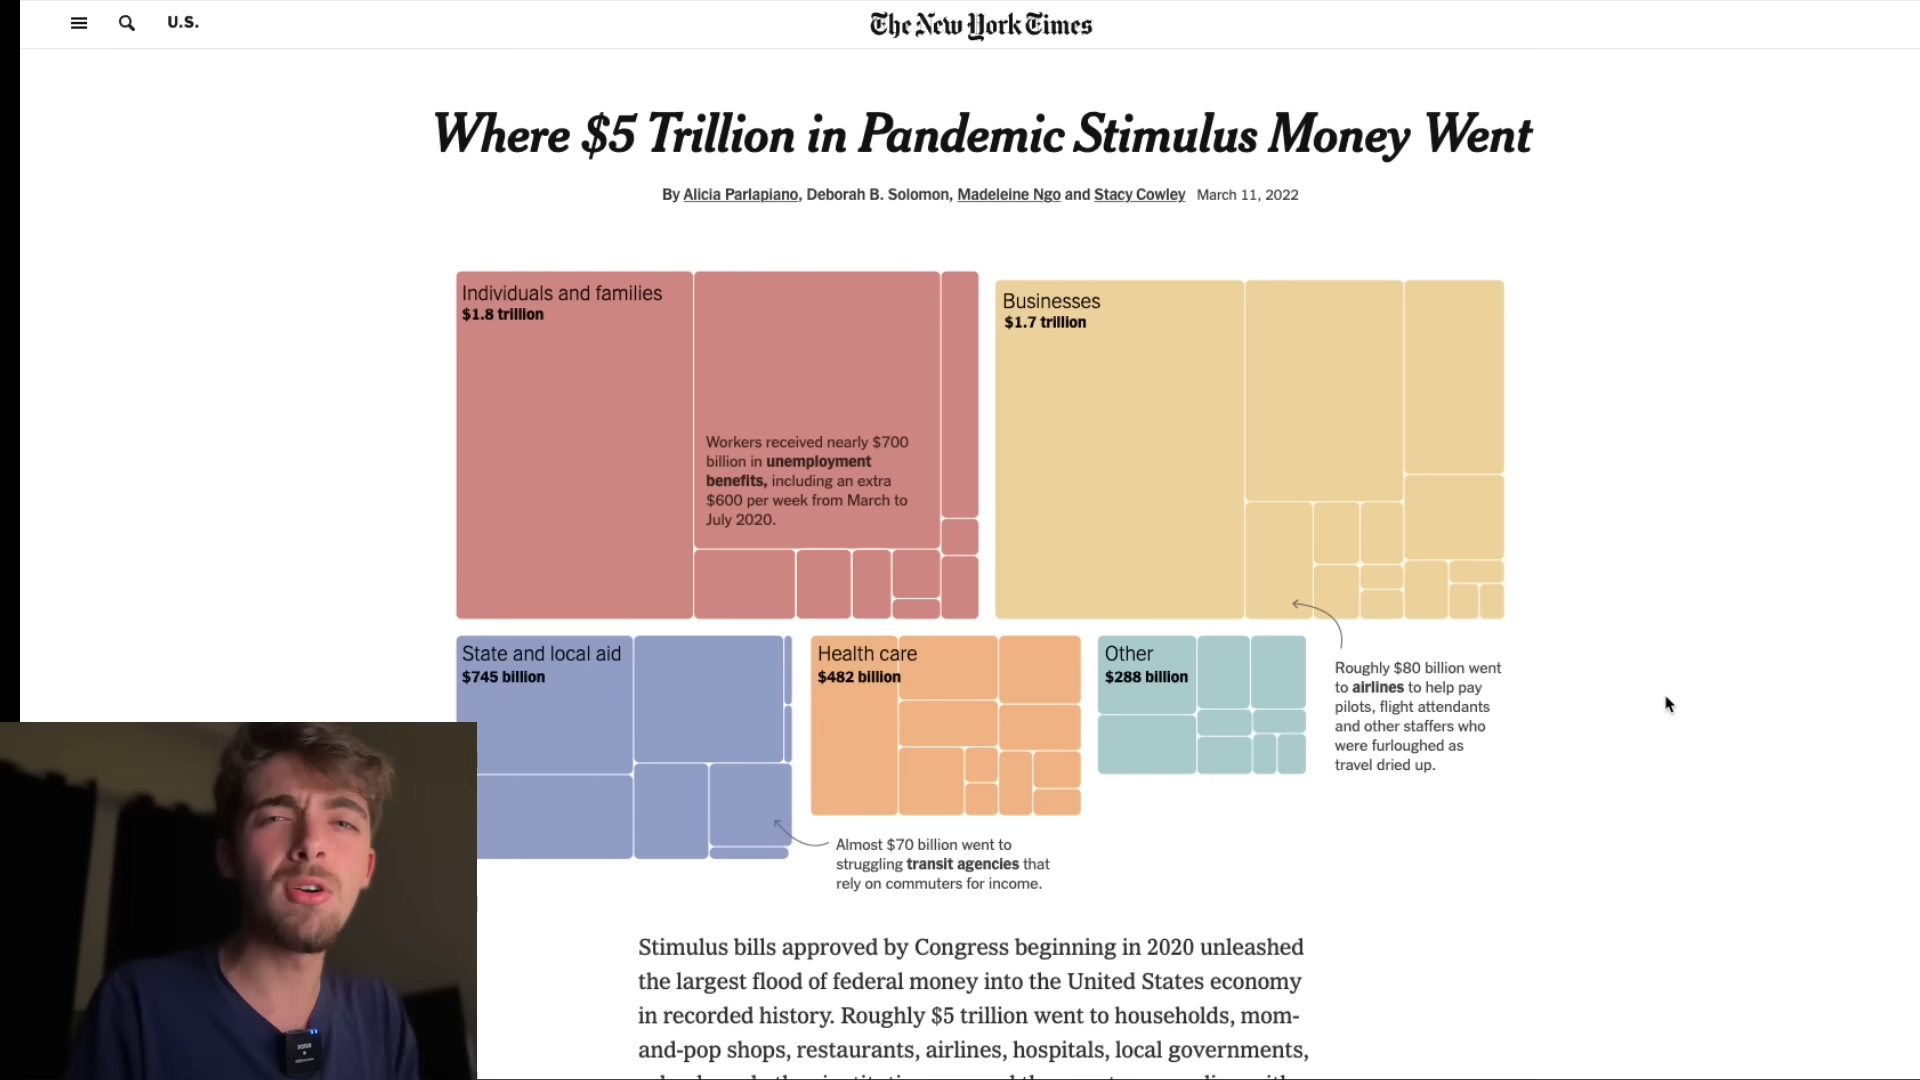 U.S.
The New York Times
Where $5 Trillion in Pandemic Stimulus Money Went
By Alicia Parlapiano, Deborah B. Solomon, Madeleine Ngo and Stacy Cowley March 11, 2022
Individuals and families
$1.8 trillion
Workers received nearly $700
billion in unemployment
benefits, including an extra
$600 per week from March to
July 2020.
Businesses
$1.7 trillion
State and local aid
$745 billion
Health care
$482 billion
Other
$288 billion
Roughly $80 billion went
to airlines to help pay
pilots, flight attendants
and other staffers who
were furloughed as
travel dried up.
Almost $70 billion went to
struggling transit agencies that
rely on commuters for income.
Stimulus bills approved by Congress beginning in 2020 unleashed
the largest flood of federal money into the United States economy
in recorded history. Roughly $5 trillion went to households, mom-
and-pop shops, restaurants, airlines, hospitals, local governments,